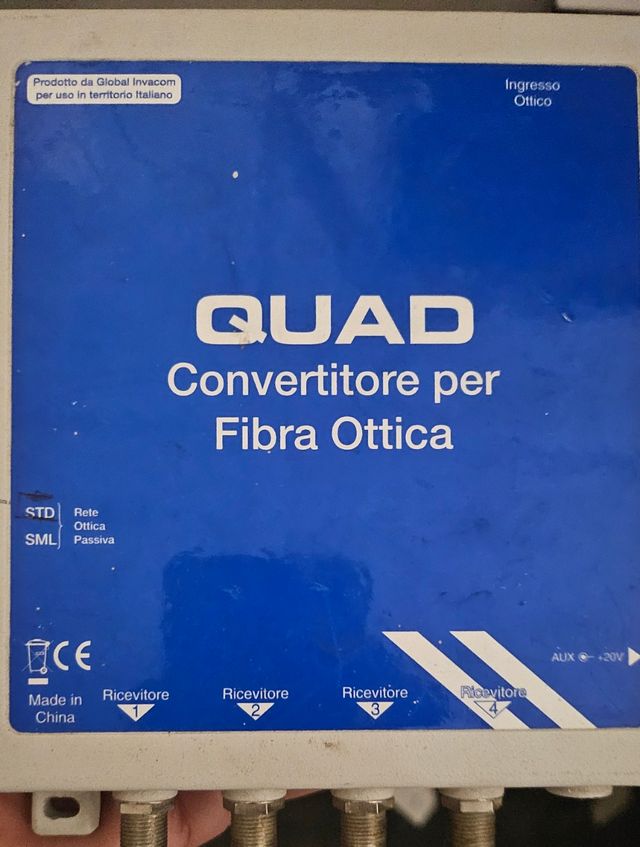 Prodotto da Global Invacom
per uso in territorio Italiano
Ingresso
Ottico
QUAD
Convertitore per
Fibra Ottica
STD
SML
Rete
Ottica
Passiva
CE
Made in
China
Ricevitore
1
Ricevitore
2
Ricevitore
3
Ricevitore
4
AUX
+20V